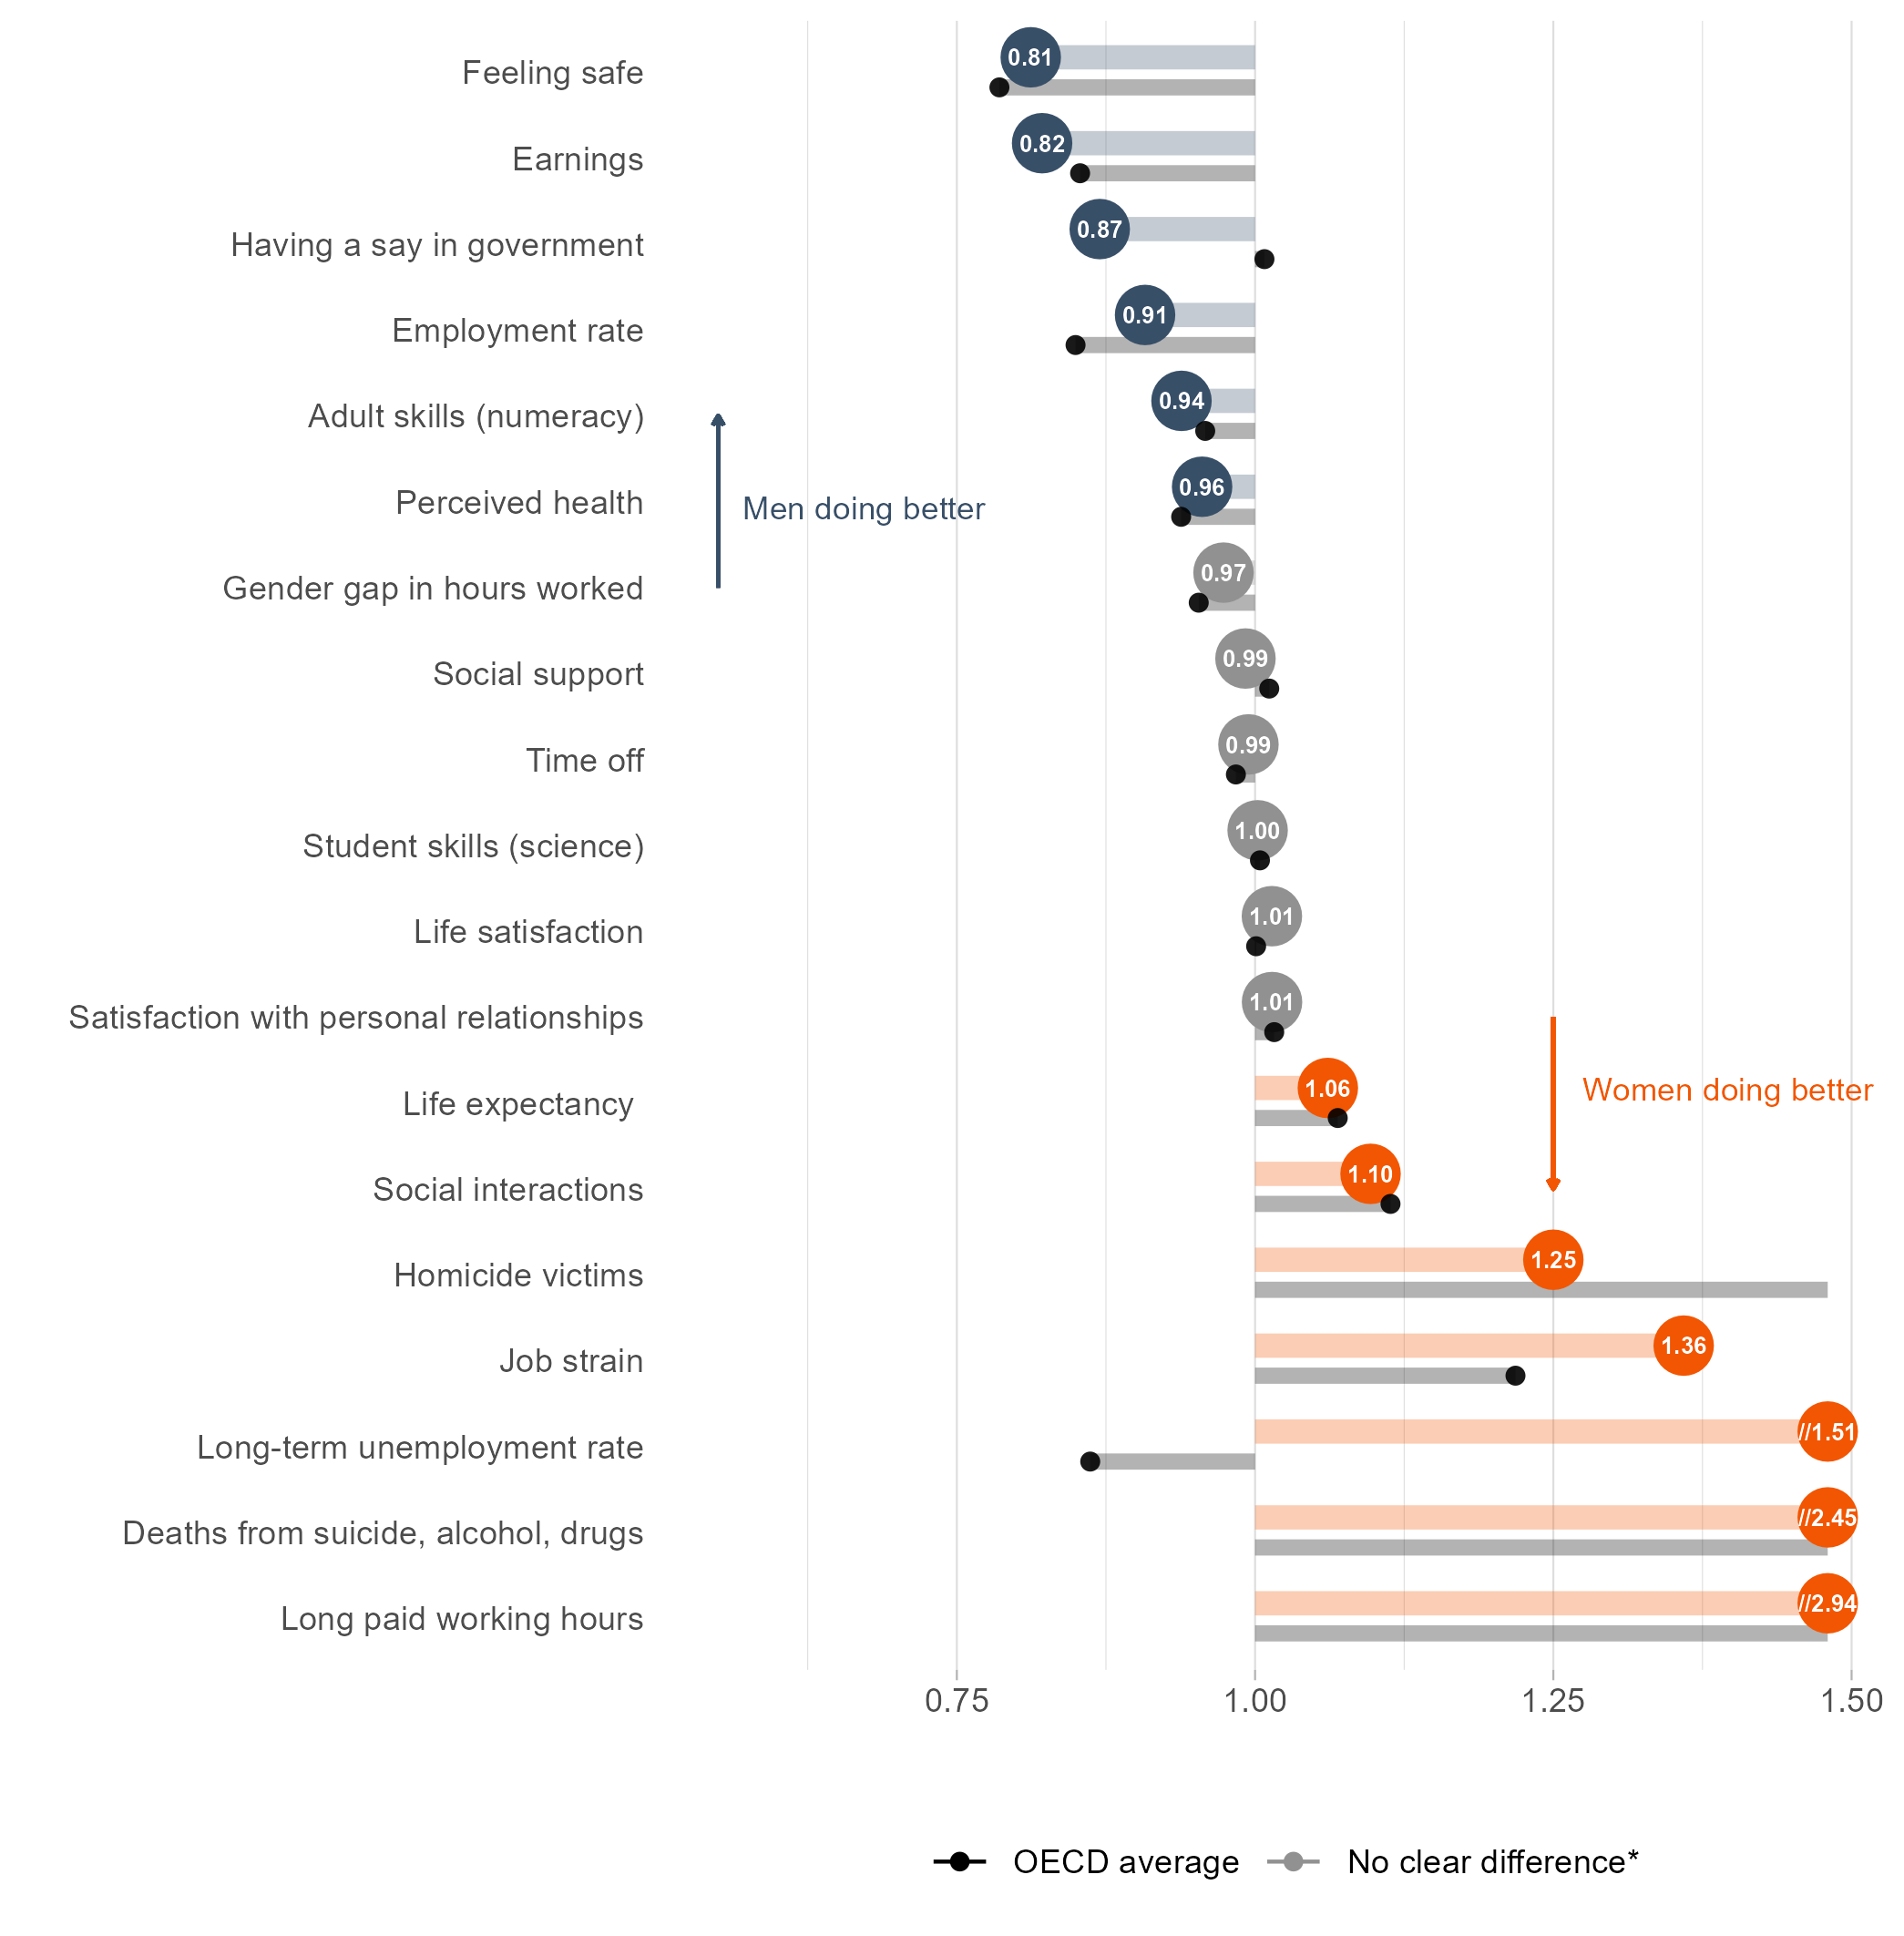 Feeling safe 0.81
Earnings 0.82
Having a say in government 0.87
Employment rate 0.91
Adult skills (numeracy) 0.94
Perceived health 0.96
Men doing better
Gender gap in hours worked 0.97
Social support 0.99
Time off 0.99
Student skills (science) 1.00
Life satisfaction 1.01
Satisfaction with personal relationships 1.01
Life expectancy 1.06
Women doing better
Social interactions 1.10
Homicide victims 1.25
Job strain 1.36
Long-term unemployment rate //1.51
Deaths from suicide, alcohol, drugs //2.45
Long paid working hours //2.94
0.75 1.00 1.25 1.50
OECD average No clear difference*